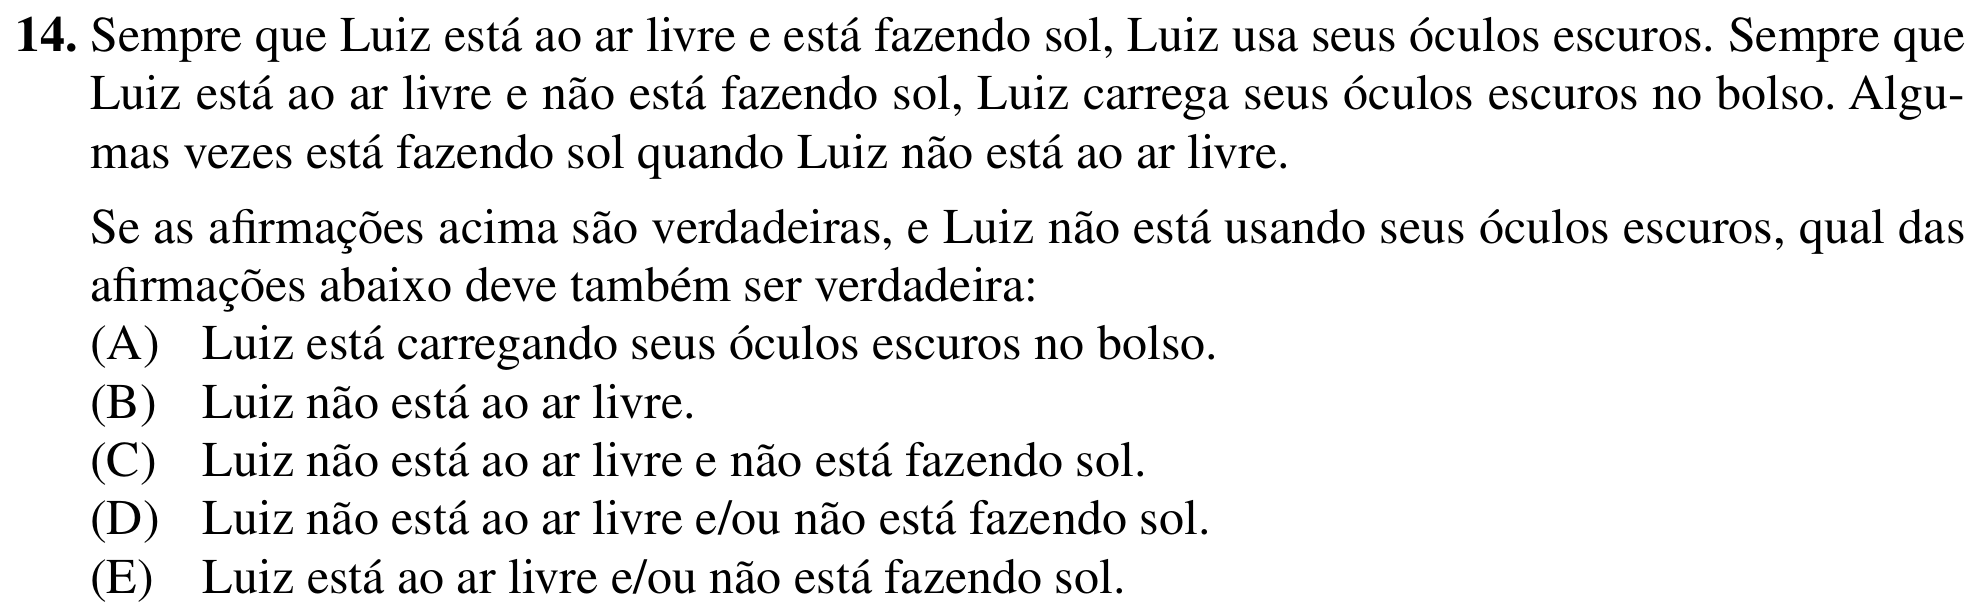 14. Sempre que Luiz está ao ar livre e está fazendo sol, Luiz usa seus óculos escuros. Sempre que
Luiz está ao ar livre e não está fazendo sol, Luiz carrega seus óculos escuros no bolso. Algu-
mas vezes está fazendo sol quando Luiz não está ao ar livre.
Se as afirmações acima são verdadeiras, e Luiz não está usando seus óculos escuros, qual das
afirmações abaixo deve também ser verdadeira:
(A) Luiz está carregando seus óculos escuros no bolso.
(B) Luiz não está ao ar livre.
(C) Luiz não está ao ar livre e não está fazendo sol.
(D) Luiz não está ao ar livre e/ou não está fazendo sol.
(E) Luiz está ao ar livre e/ou não está fazendo sol.